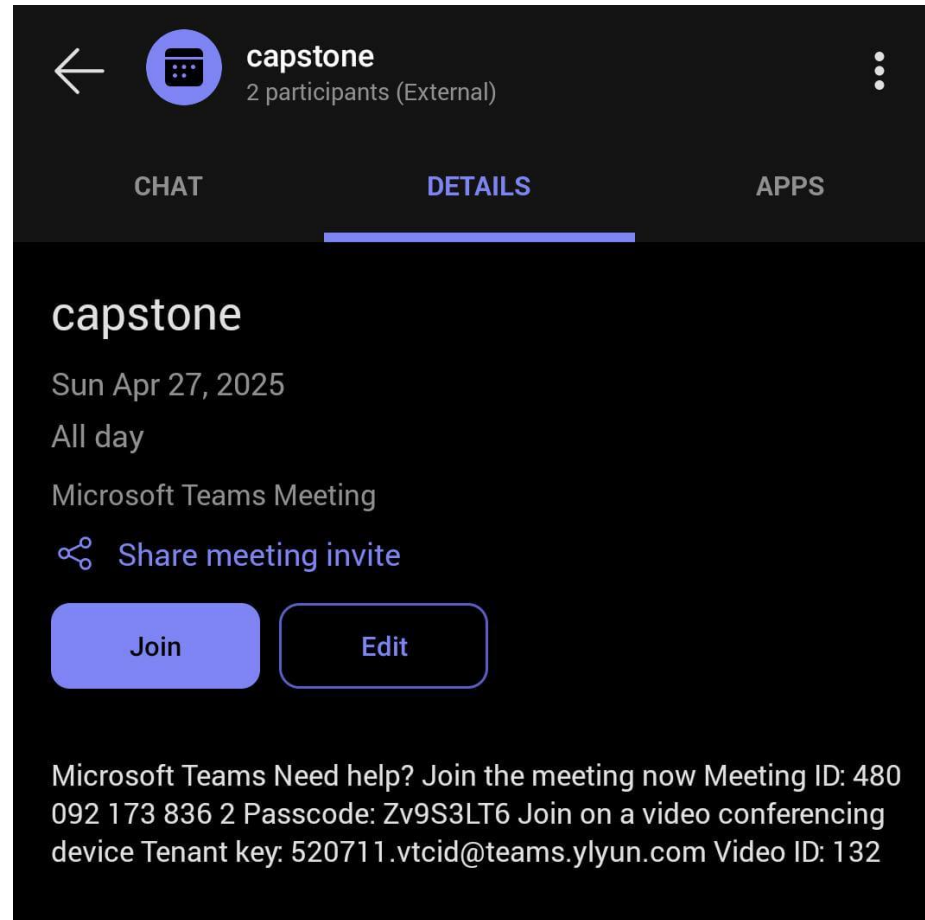 capstone
2 participants (External)
CHAT DETAILS APPS
capstone
Sun Apr 27, 2025
All day
Microsoft Teams Meeting
Share meeting invite
Join Edit
Microsoft Teams Need help? Join the meeting now Meeting ID: 480
092 173 836 2 Passcode: Zv9S3LT6 Join on a video conferencing
device Tenant key: 520711.vtcid@teams.ylyun.com Video ID: 132